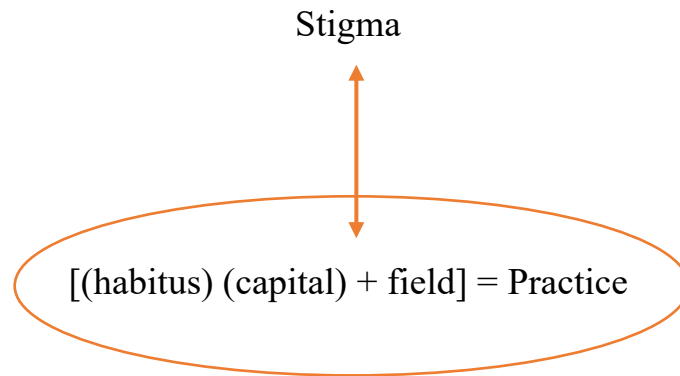 Stigma
[(habitus) (capital) + field] = Practice